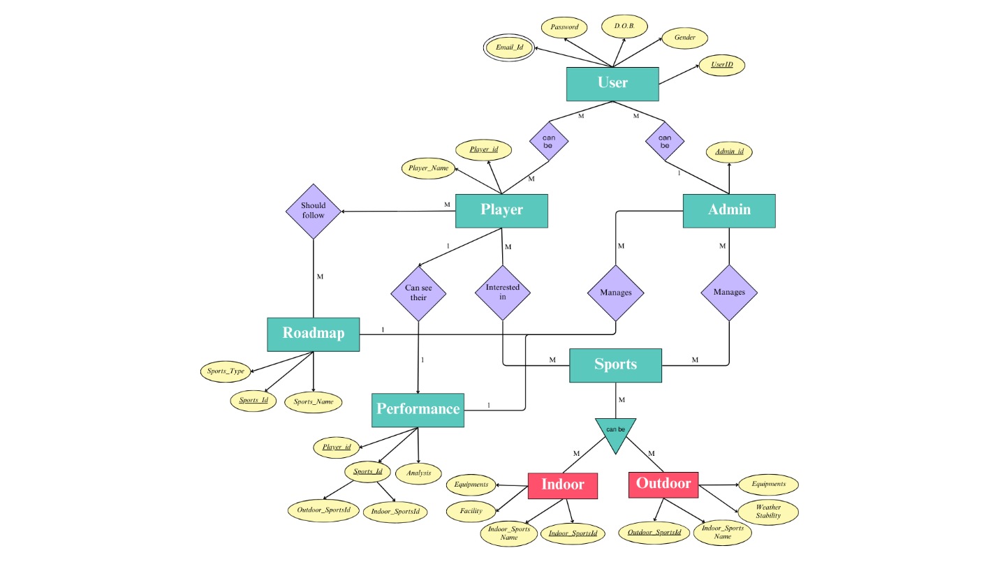 Password
D.O.B.
Gender
Email_Id
UserID
User
M
M
can
be
can
be
Player_id
Admin_id
Player_Name
M
1
Should
follow
M
Player
Admin
1
M
M
M
M
Can see
their
Interested
in
Manages
Manages
Roadmap
1
1
M
Sports
M
Sports_Type
Sports_Id
Sports_Name
Performance
1
M
can be
Player_id
Sports_Id
Analysis
M
M
Equipments
Indoor
Outdoor
Equipments
Outdoor_SportsId
Indoor_SportsId
Facility
Weather
Stability
Indoor_Sports
Name
Indoor_SportsId
Outdoor_SportsId
Indoor_Sports
Name